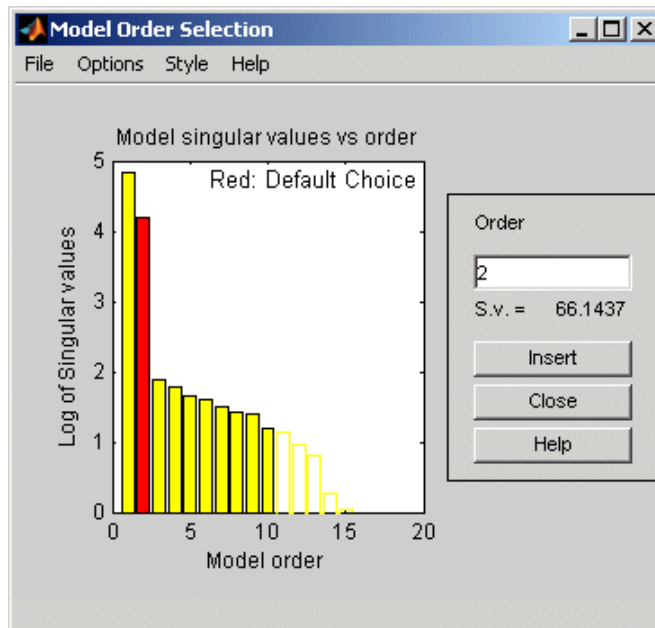 Model Order Selection
File Options Style Help
Model singular values vs order
Red: Default Choice
Log of Singular values
5
4
3
2
1
0
0 5 10 15 20
Model order
Order
2
S.v. = 66.1437
Insert
Close
Help